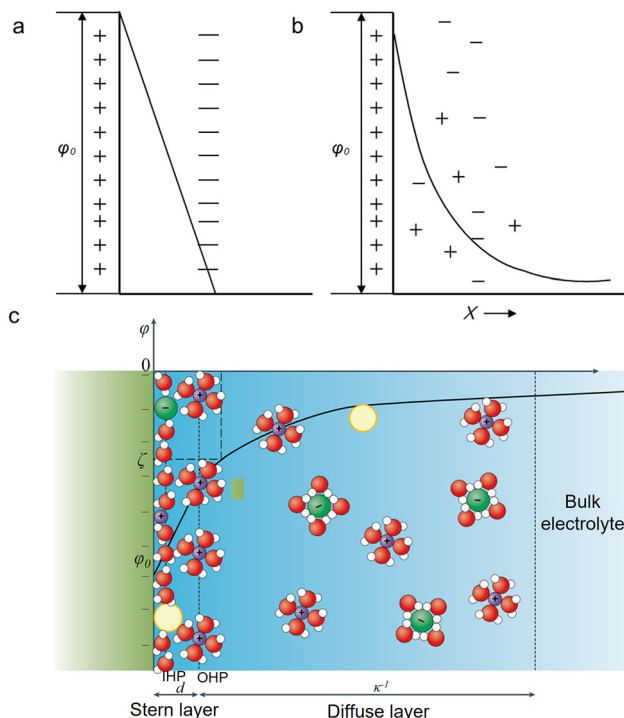 a
b
φ₀
φ₀
X
c
φ
0
ζ
φ₀
Bulk
electrolyte
IHP OHP
d κ⁻¹
Stern layer Diffuse layer